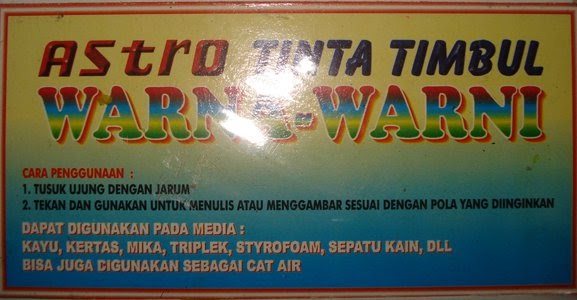 ASTRO TINTA TIMBUL
WARNA-WARNI
CARA PENGGUNAAN :
1. TUSUK UJUNG DENGAN JARUM
2. TEKAN DAN GUNAKAN UNTUK MENULIS ATAU MENGGAMBAR SESUAI DENGAN POLA YANG DIINGINKAN
DAPAT DIGUNAKAN PADA MEDIA :
KAYU, KERTAS, MIKA, TRIPLEK, STYROFOAM, SEPATU KAIN, DLL
BISA JUGA DIGUNAKAN SEBAGAI CAT AIR